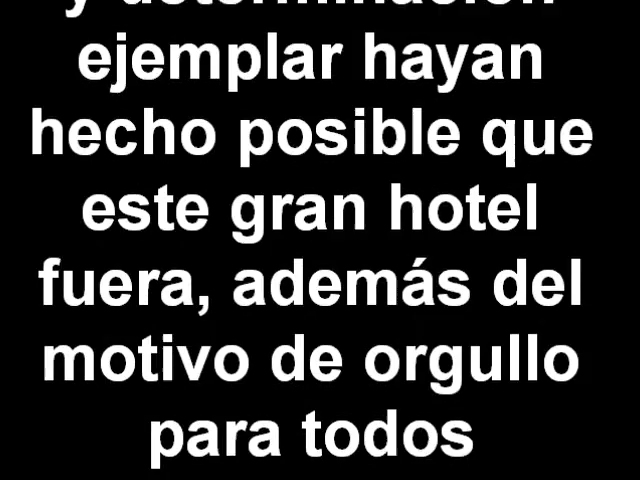 y determinación
ejemplar hayan
hecho posible que
este gran hotel
fuera, además del
motivo de orgullo
para todos